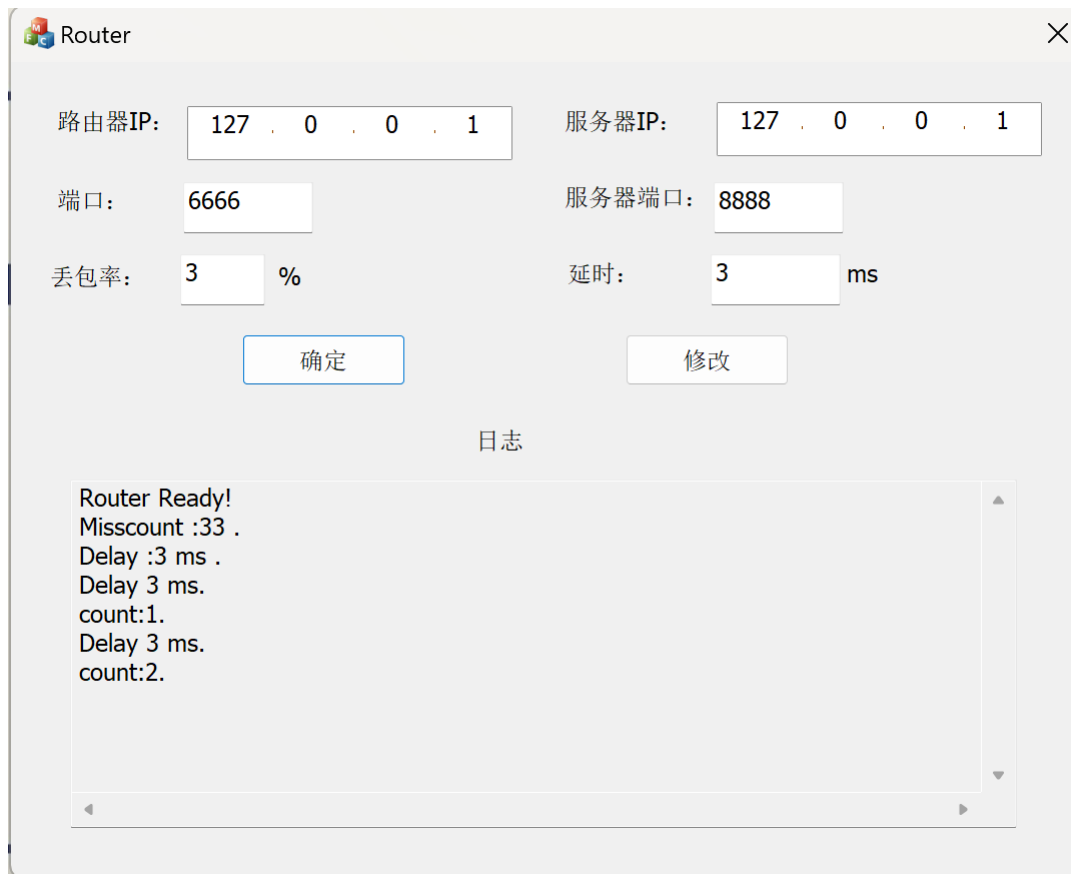 Router
路由器IP： 127 . 0 . 0 . 1 服务器IP： 127 . 0 . 0 . 1
端口： 6666 服务器端口： 8888
丢包率： 3 % 延时： 3 ms
确定 修改
日志
Router Ready!
Misscount :33 .
Delay :3 ms .
Delay 3 ms.
count:1.
Delay 3 ms.
count:2.